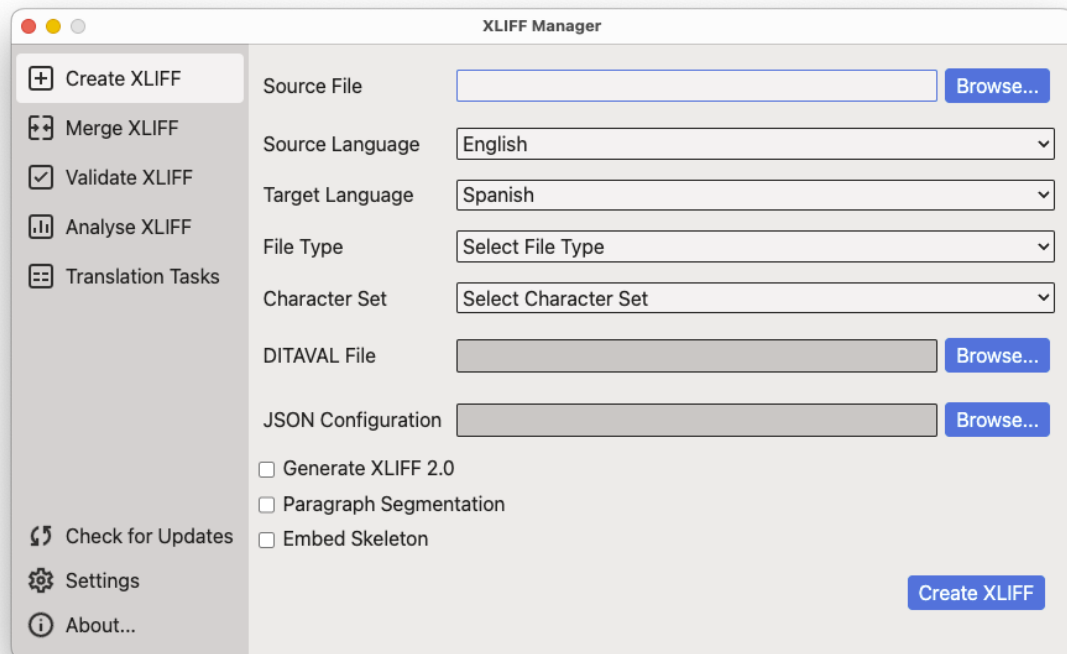 XLIFF Manager
Create XLIFF
Merge XLIFF
Validate XLIFF
Analyse XLIFF
Translation Tasks
Check for Updates
Settings
About...
Source File
Browse...
Source Language
English
Target Language
Spanish
File Type
Select File Type
Character Set
Select Character Set
DITAVAL File
Browse...
JSON Configuration
Browse...
Generate XLIFF 2.0
Paragraph Segmentation
Embed Skeleton
Create XLIFF